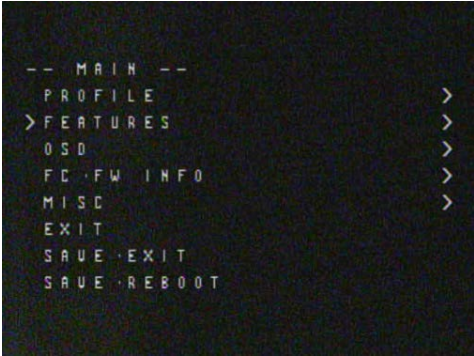 -- MAIN --
PROFILE >
>FEATURES >
OSD >
FC·FW INFO >
MISC >
EXIT
SAVE·EXIT
SAVE·REBOOT